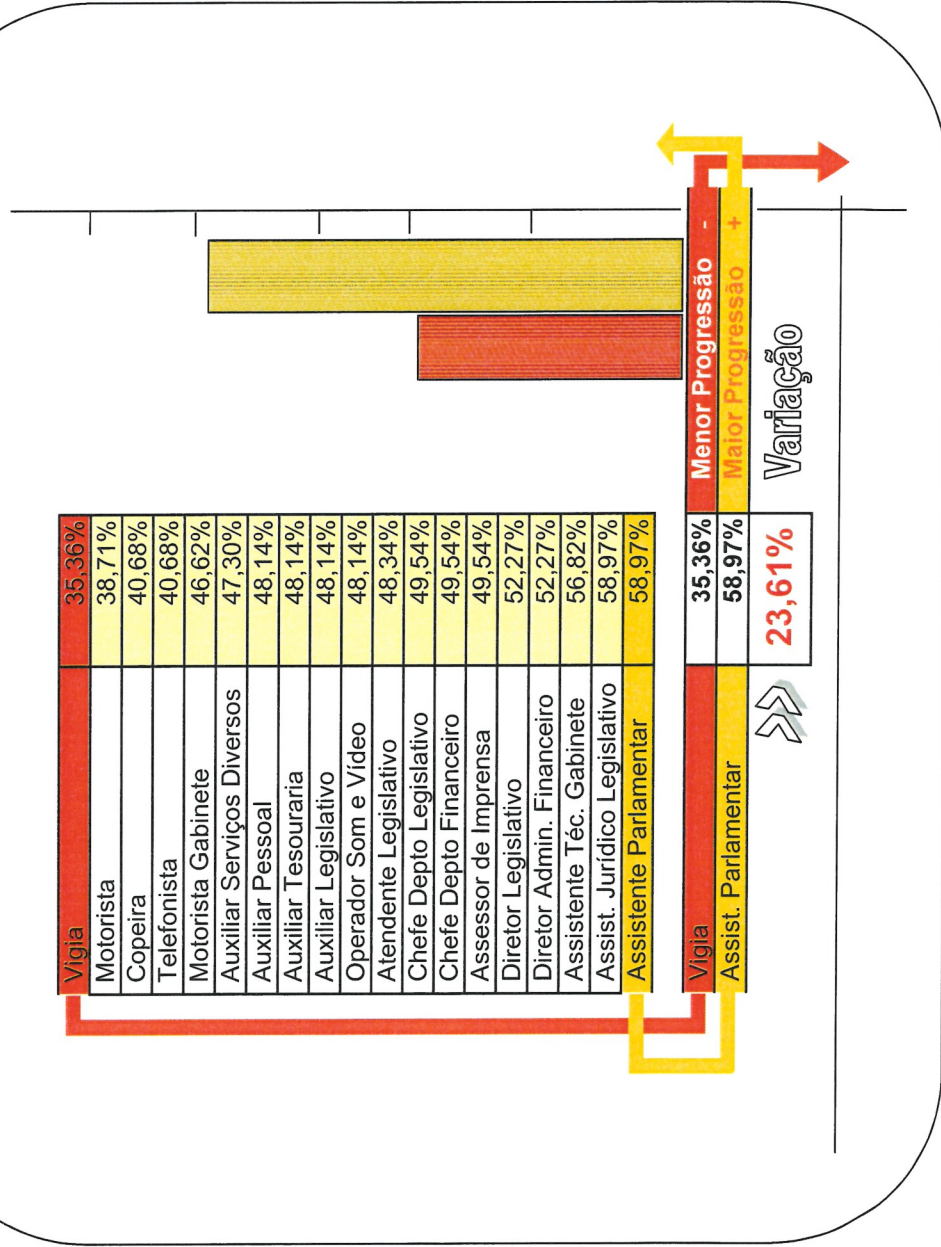 Vigia 35,36%
Motorista 38,71%
Copeira 40,68%
Telefonista 40,68%
Motorista Gabinete 46,62%
Auxiliar Serviços Diversos 47,30%
Auxiliar Pessoal 48,14%
Auxiliar Tesouraria 48,14%
Auxiliar Legislativo 48,14%
Operador Som e Vídeo 48,14%
Atendente Legislativo 48,34%
Chefe Depto Legislativo 49,54%
Chefe Depto Financeiro 49,54%
Assessor de Imprensa 49,54%
Diretor Legislativo 52,27%
Diretor Admin. Financeiro 52,27%
Assistente Téc. Gabinete 56,82%
Assist. Jurídico Legislativo 58,97%
Assistente Parlamentar 58,97%
Vigia 35,36% Menor Progressão -
Assist. Parlamentar 58,97% Maior Progressão +
23,61% Variação